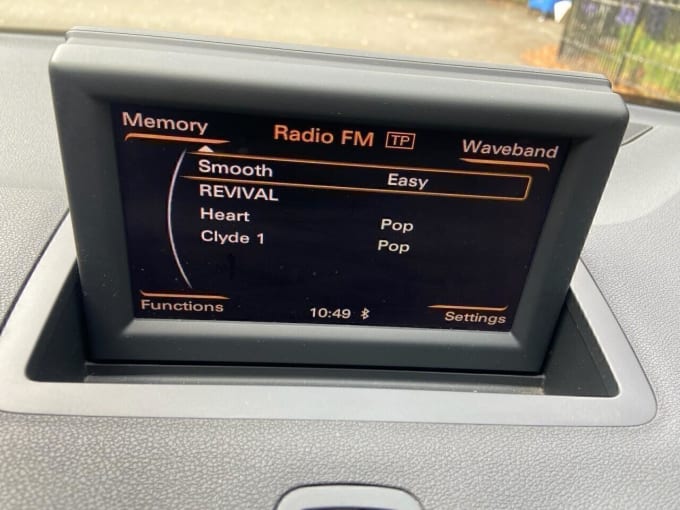 Memory
Radio FM TP
Waveband
Smooth Easy
REVIVAL
Heart Pop
Clyde 1 Pop
Functions
10:49
Settings